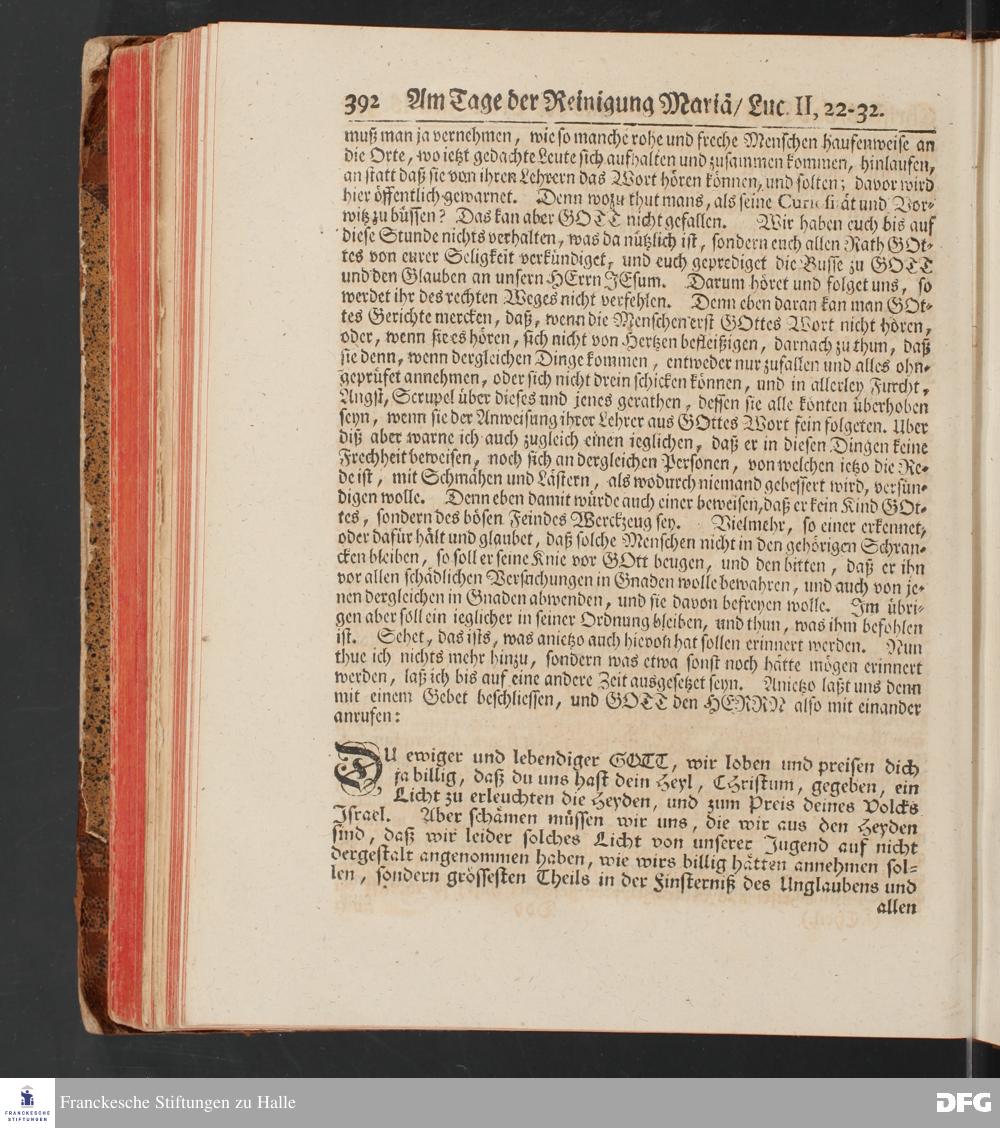 392 Am Tage der Reinigung Mariä/ Luc. II, 22-32.
muß man ja vernehmen, wie so manche rohe und freche Menschen haufenweise an
die Orte, wo ietzt gedachte Leute sich aufhalten und zusammen kommen, hinlaufen,
an statt daß sie von ihren Lehrern das Wort hören können, und solten; davor wird
hier öffentlich gewarnet. Denn wozu thut mans, als seine Curiosität und Vor-
witz zu büssen? Das kan aber GOTT nicht gefallen. Wir haben euch bis auf
diese Stunde nichts verhalten, was da nützlich ist, sondern euch allen Rath GOt-
tes von eurer Seligkeit verkündiget, und euch geprediget die Busse zu GOTT
und den Glauben an unsern HErrn JEsum. Darum höret und folget uns, so
werdet ihr des rechten Weges nicht verfehlen. Denn eben daran kan man GOt-
tes Gerichte mercken, daß, wenn die Menschen erst GOttes Wort nicht hören,
oder, wenn sie es hören, sich nicht von Hertzen befleißigen, darnach zu thun, daß
sie denn, wenn dergleichen Dinge kommen, entweder nur zufallen und alles ohn-
geprüfet annehmen, oder sich nicht drein schicken können, und in allerley Furcht,
Angst, Scrupel über dieses und jenes gerathen, dessen sie alle könten überhoben
seyn, wenn sie der Anweisung ihrer Lehrer aus GOttes Wort fein folgeten. Uber
diß aber warne ich auch zugleich einen ieglichen, daß er in diesen Dingen keine
Frechheit beweisen, noch sich an dergleichen Personen, von welchen ietzo die Re-
de ist, mit Schmähen und Lästern, als wodurch niemand gebessert wird, versün-
digen wolle. Denn eben damit würde auch einer beweisen, daß er kein Kind GOt-
tes, sondern des bösen Feindes Werckzeug sey. Vielmehr, so einer erkennet,
oder dafür hält und glaubet, daß solche Menschen nicht in den gehörigen Schran-
cken bleiben, so soll er seine Knie vor GOtt beugen, und den bitten, daß er ihn
vor allen schädlichen Versuchungen in Gnaden wolle bewahren, und auch von je-
nen dergleichen in Gnaden abwenden, und sie davon befreyen wolle. Im übri-
gen aber soll ein ieglicher in seiner Ordnung bleiben, und thun, was ihm befohlen
ist. Sehet, das ists, was anietzo auch hievon hat sollen erinnert werden. Nun
thue ich nichts mehr hinzu, sondern was etwa sonst noch hätte mögen erinnert
werden, laß ich bis auf eine andere Zeit ausgesetzet seyn. Anietzo laßt uns denn
mit einem Gebet beschliessen, und GOTT den HERRN also mit einander
anrufen:
DU ewiger und lebendiger GOTT, wir loben und preisen dich
ja billig, daß du uns hast dein Heyl, CHristum, gegeben, ein
Licht zu erleuchten die Heyden, und zum Preis deines Volcks
Israel. Aber schämen müssen wir uns, die wir aus den Heyden
sind, daß wir leider solches Licht von unserer Jugend auf nicht
dergestalt angenommen haben, wie wirs billig hätten annehmen sol-
len, sondern grössesten Theils in der Finsterniß des Unglaubens und
allen
FRANCKESCHE
STIFTUNGEN
Franckesche Stiftungen zu Halle
DFG